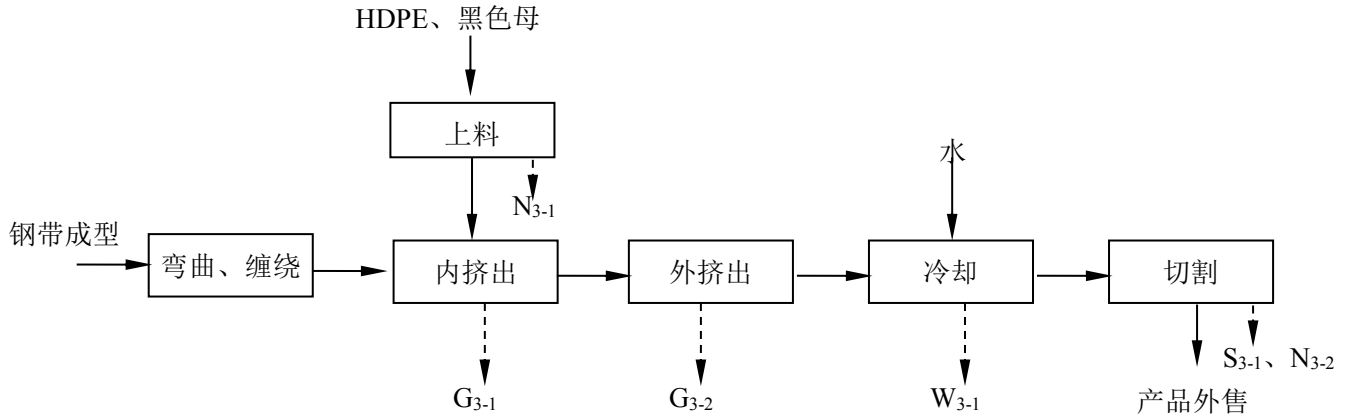 HDPE、黑色母
上料
水
N3-1
钢带成型
弯曲、缠绕
内挤出
外挤出
冷却
切割
S3-1、N3-2
G3-1
G3-2
W3-1
产品外售